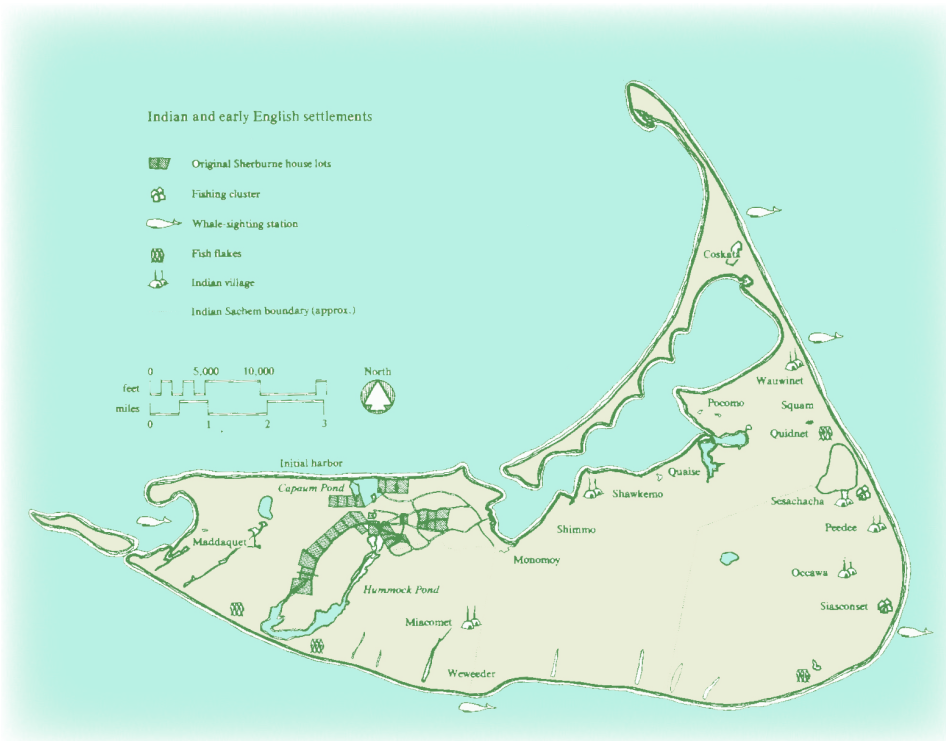 Indian and early English settlements
Original Sherburne house lots
Fishing cluster
Whale-sighting station
Fish flakes
Indian village
Indian Sachem boundary (approx.)
0 5,000 10,000
feet
miles
0 1 2 3
North
Coskata
Wauwinet
Pocomo
Squam
Quidnet
Initial harbor
Capaum Pond
Quaise
Shawkemo
Sesachacha
Shimmo
Peedee
Maddaquet
Monomoy
Occawa
Hummock Pond
Siasconset
Miacomet
Weweeder